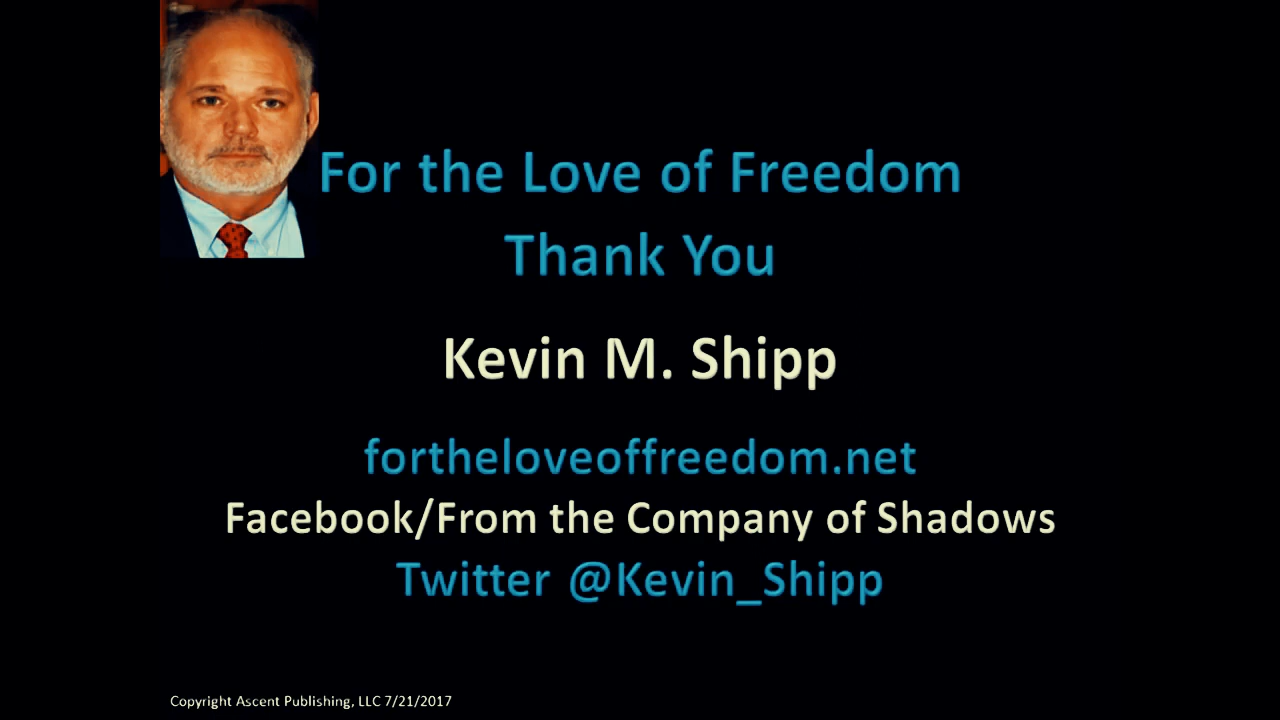 For the Love of Freedom
Thank You
Kevin M. Shipp
fortheloveoffreedom.net
Facebook/From the Company of Shadows
Twitter @Kevin_Shipp
Copyright Ascent Publishing, LLC 7/21/2017